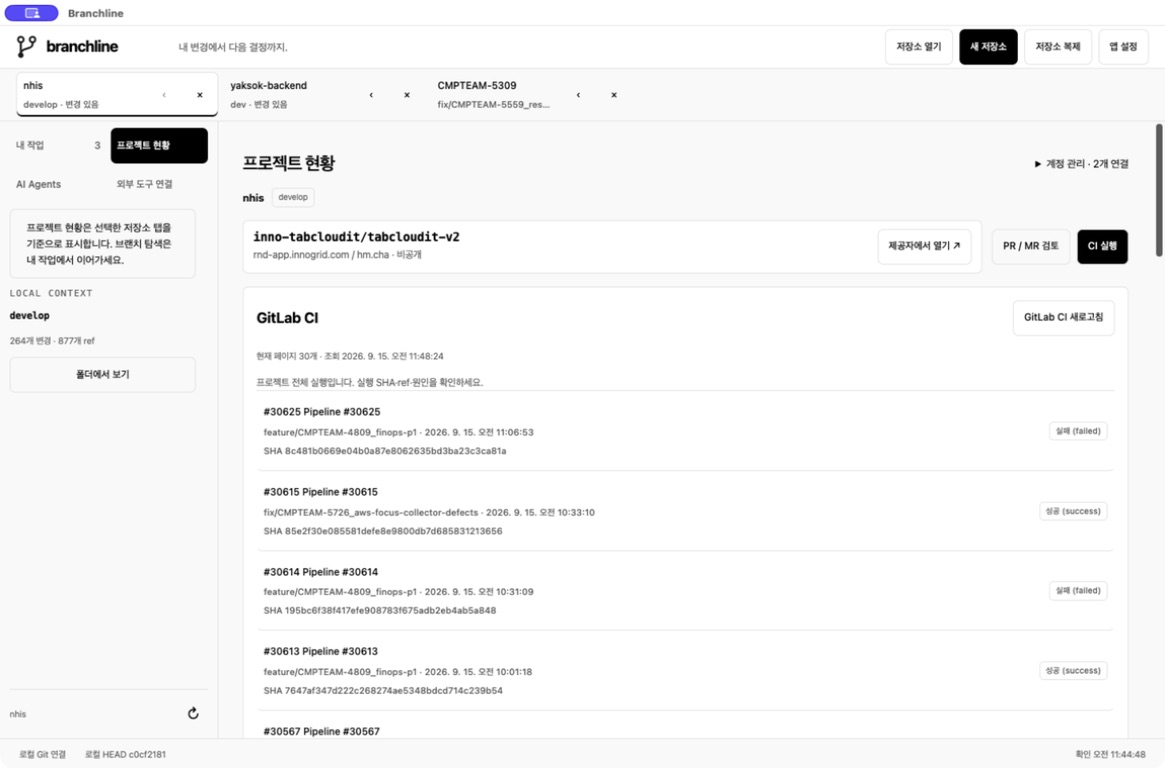 Branchline
branchline
내 변경에서 다음 결정까지.
저장소 열기
새 저장소
저장소 복제
앱 설정
nhis
develop · 변경 있음
‹
×
yaksok-backend
dev · 변경 있음
‹
×
CMPTEAM-5309
fix/CMPTEAM-5559_res...
‹
×
내 작업 3
프로젝트 현황
AI Agents
외부 도구 연결
프로젝트 현황은 선택한 저장소 탭을
기준으로 표시합니다. 브랜치 탐색은
내 작업에서 이어가세요.
LOCAL CONTEXT
develop
264개 변경 · 877개 ref
폴더에서 보기
nhis
프로젝트 현황
▶ 계정 관리 · 2개 연결
nhis develop
inno-tabcloudit/tabcloudit-v2
rnd-app.innogrid.com / hm.cha · 비공개
제공자에서 열기 ↗
PR / MR 검토
CI 실행
GitLab CI
GitLab CI 새로고침
현재 페이지 30개 · 조회 2026. 9. 15. 오전 11:48:24
프로젝트 전체 실행입니다. 실행 SHA·ref·원인을 확인하세요.
#30625 Pipeline #30625
feature/CMPTEAM-4809_finops-p1 · 2026. 9. 15. 오전 11:06:53
SHA 8c481b0669e04b0a87e8062635bd3ba23c3ca81a
실패 (failed)
#30615 Pipeline #30615
fix/CMPTEAM-5726_aws-focus-collector-defects · 2026. 9. 15. 오전 10:33:10
SHA 85e2f30e085581defe8e9800db7d685831213656
성공 (success)
#30614 Pipeline #30614
feature/CMPTEAM-4809_finops-p1 · 2026. 9. 15. 오전 10:31:09
SHA 195bc6f38f417efe908783f675adb2eb4ab5a848
실패 (failed)
#30613 Pipeline #30613
feature/CMPTEAM-4809_finops-p1 · 2026. 9. 15. 오전 10:01:18
SHA 7647af347d222c268274ae5348bdcd714c239b54
성공 (success)
#30567 Pipeline #30567
로컬 Git 연결
로컬 HEAD c0cf2181
확인 오전 11:44:48